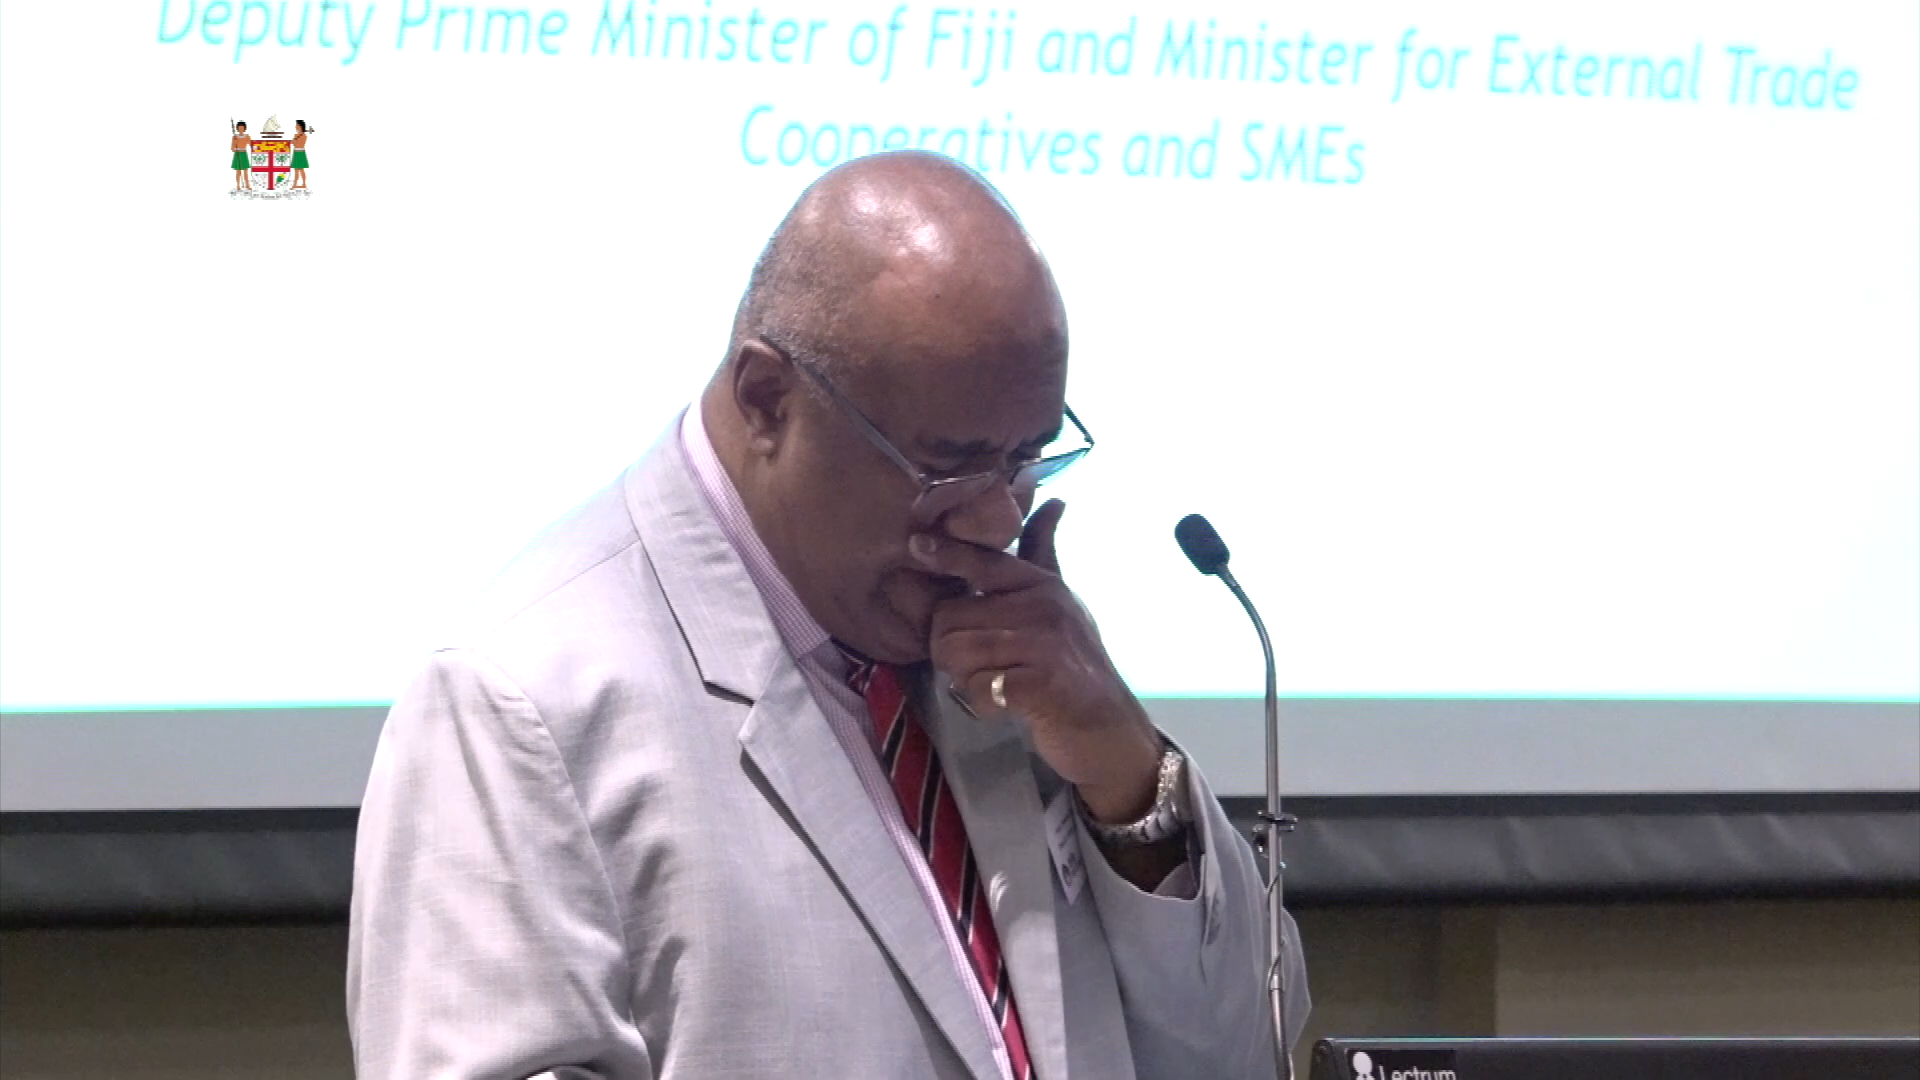 Deputy Prime Minister of Fiji and Minister for External Trade
Cooperatives and SMEs
Lectrum